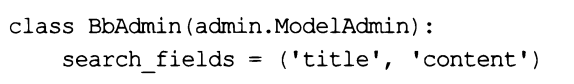 class BbAdmin(admin.ModelAdmin):
    search_fields = ('title', 'content')